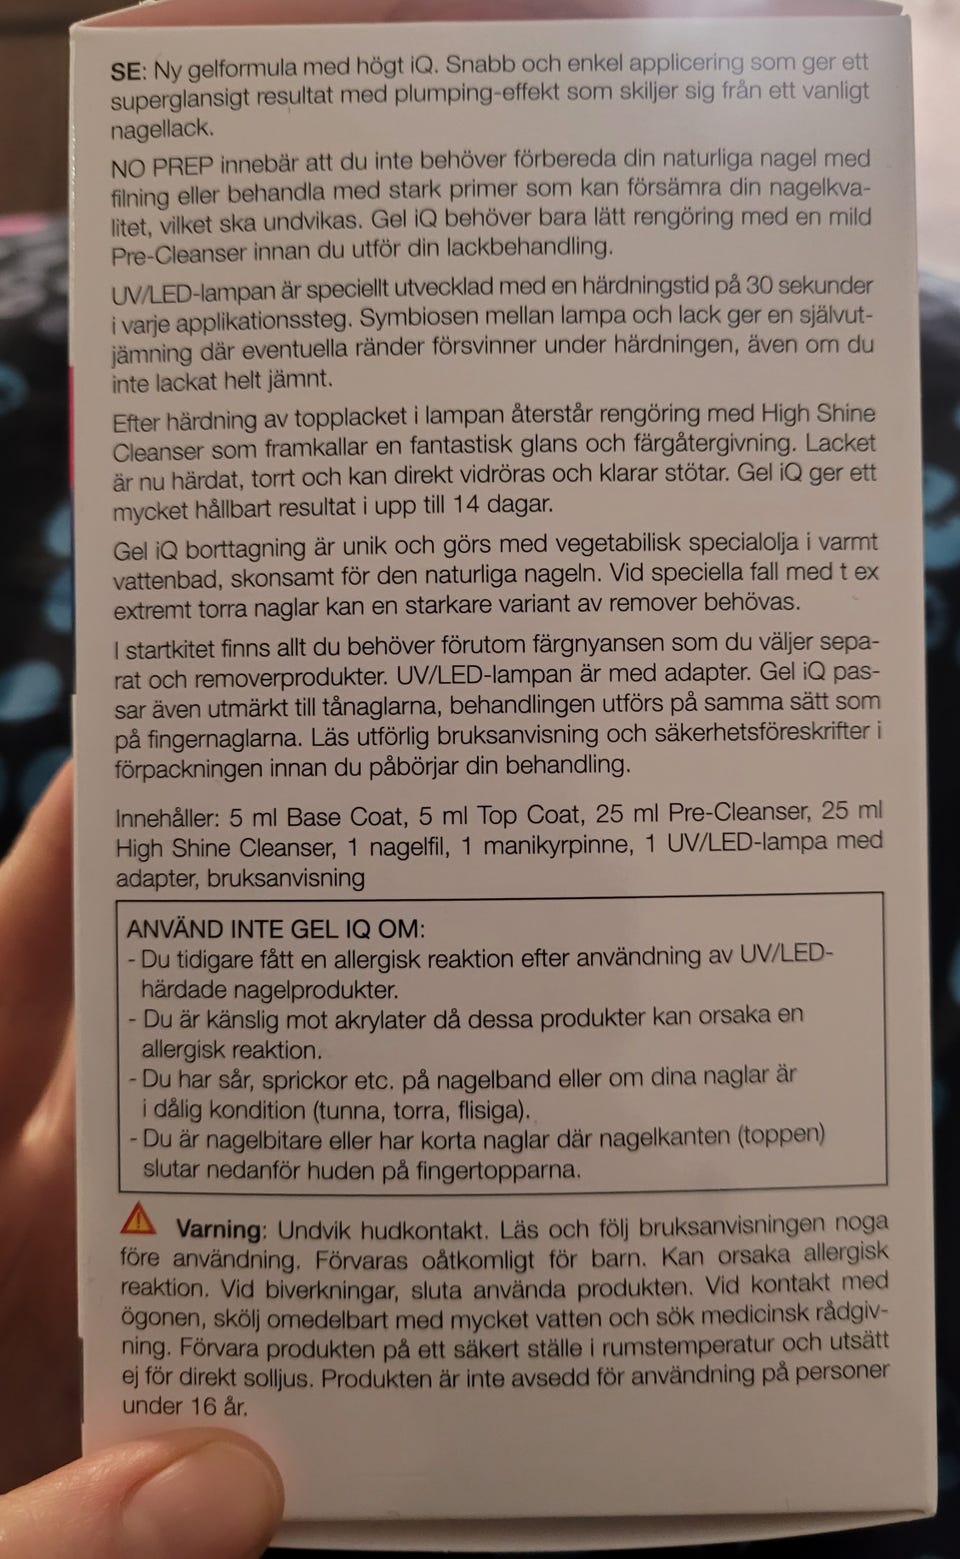 SE: Ny gelformula med högt iQ. Snabb och enkel applicering som ger ett
superglansigt resultat med plumping-effekt som skiljer sig från ett vanligt
nagellack.
NO PREP innebär att du inte behöver förbereda din naturliga nagel med
filning eller behandla med stark primer som kan försämra din nagelkva-
litet, vilket ska undvikas. Gel iQ behöver bara lätt rengöring med en mild
Pre-Cleanser innan du utför din lackbehandling.
UV/LED-lampan är speciellt utvecklad med en härdningstid på 30 sekunder
i varje applikationssteg. Symbiosen mellan lampa och lack ger en självut-
jämning där eventuella ränder försvinner under härdningen, även om du
inte lackat helt jämnt.
Efter härdning av topplacket i lampan återstår rengöring med High Shine
Cleanser som framkallar en fantastisk glans och färgåtergivning. Lacket
är nu härdat, torrt och kan direkt vidröras och klarar stötar. Gel iQ ger ett
mycket hållbart resultat i upp till 14 dagar.
Gel iQ borttagning är unik och görs med vegetabilisk specialolja i varmt
vattenbad, skonsamt för den naturliga nageln. Vid speciella fall med t ex
extremt torra naglar kan en starkare variant av remover behövas.
I startkitet finns allt du behöver förutom färgnyansen som du väljer sepa-
rat och removerprodukter. UV/LED-lampan är med adapter. Gel iQ pas-
sar även utmärkt till tånaglarna, behandlingen utförs på samma sätt som
på fingernaglarna. Läs utförlig bruksanvisning och säkerhetsföreskrifter i
förpackningen innan du påbörjar din behandling.
Innehåller: 5 ml Base Coat, 5 ml Top Coat, 25 ml Pre-Cleanser, 25 ml
High Shine Cleanser, 1 nagelfil, 1 manikyrpinne, 1 UV/LED-lampa med
adapter, bruksanvisning
ANVÄND INTE GEL IQ OM:
- Du tidigare fått en allergisk reaktion efter användning av UV/LED-
härdade nagelprodukter.
- Du är känslig mot akrylater då dessa produkter kan orsaka en
allergisk reaktion.
- Du har sår, sprickor etc. på nagelband eller om dina naglar är
i dålig kondition (tunna, torra, flisiga).
- Du är nagelbitare eller har korta naglar där nagelkanten (toppen)
slutar nedanför huden på fingertopparna.
Varning: Undvik hudkontakt. Läs och följ bruksanvisningen noga
före användning. Förvaras oåtkomligt för barn. Kan orsaka allergisk
reaktion. Vid biverkningar, sluta använda produkten. Vid kontakt med
ögonen, skölj omedelbart med mycket vatten och sök medicinsk rådgiv-
ning. Förvara produkten på ett säkert ställe i rumstemperatur och utsätt
ej för direkt solljus. Produkten är inte avsedd för användning på personer
under 16 år.